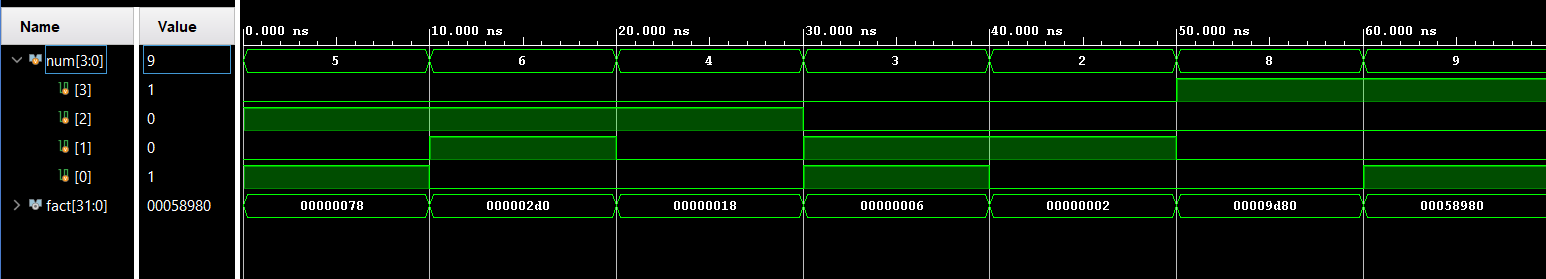 Name Value
0.000 ns 10.000 ns 20.000 ns 30.000 ns 40.000 ns 50.000 ns 60.000 ns
num[3:0] 9 5 6 4 3 2 8 9
[3] 1
[2] 0
[1] 0
[0] 1
fact[31:0] 00058980 00000078 000002d0 00000018 00000006 00000002 00009d80 00058980